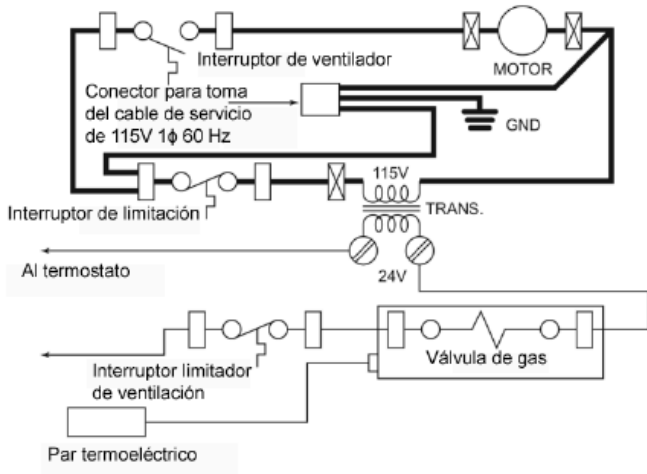 Interruptor de ventilador
MOTOR
Conector para toma
del cable de servicio
de 115V 1ϕ 60 Hz
GND
115V
Interruptor de limitación
TRANS.
Al termostato
24V
Interruptor limitador
de ventilación
Válvula de gas
Par termoeléctrico